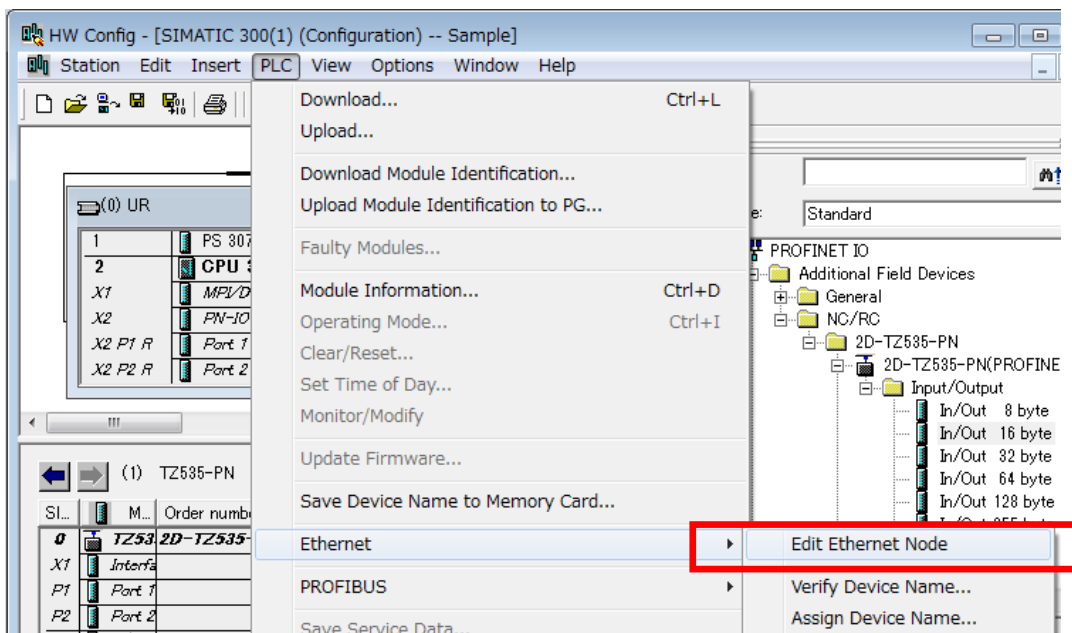 HW Config - [SIMATIC 300(1) (Configuration) -- Sample]
Station Edit Insert PLC View Options Window Help
Download... Ctrl+L
Upload...
Download Module Identification...
Upload Module Identification to PG...
Faulty Modules...
Module Information... Ctrl+D
Operating Mode... Ctrl+I
Clear/Reset...
Set Time of Day...
Monitor/Modify
Update Firmware...
Save Device Name to Memory Card...
Ethernet
PROFIBUS
Save Service Data...
Edit Ethernet Node
Verify Device Name...
Assign Device Name...
(0) UR
1 PS 307
2 CPU
X1 MPI/D
X2 PN-IO
X2 P1 R Port 1
X2 P2 R Port 2
(1) TZ535-PN
Sl... M... Order numb
0 TZ53 2D-TZ535-
X1 Interfa
P1 Port 1
P2 Port 2
e: Standard
PROFINET IO
Additional Field Devices
General
NC/RC
2D-TZ535-PN
2D-TZ535-PN(PROFINE
Input/Output
In/Out 8 byte
In/Out 16 byte
In/Out 32 byte
In/Out 64 byte
In/Out 128 byte